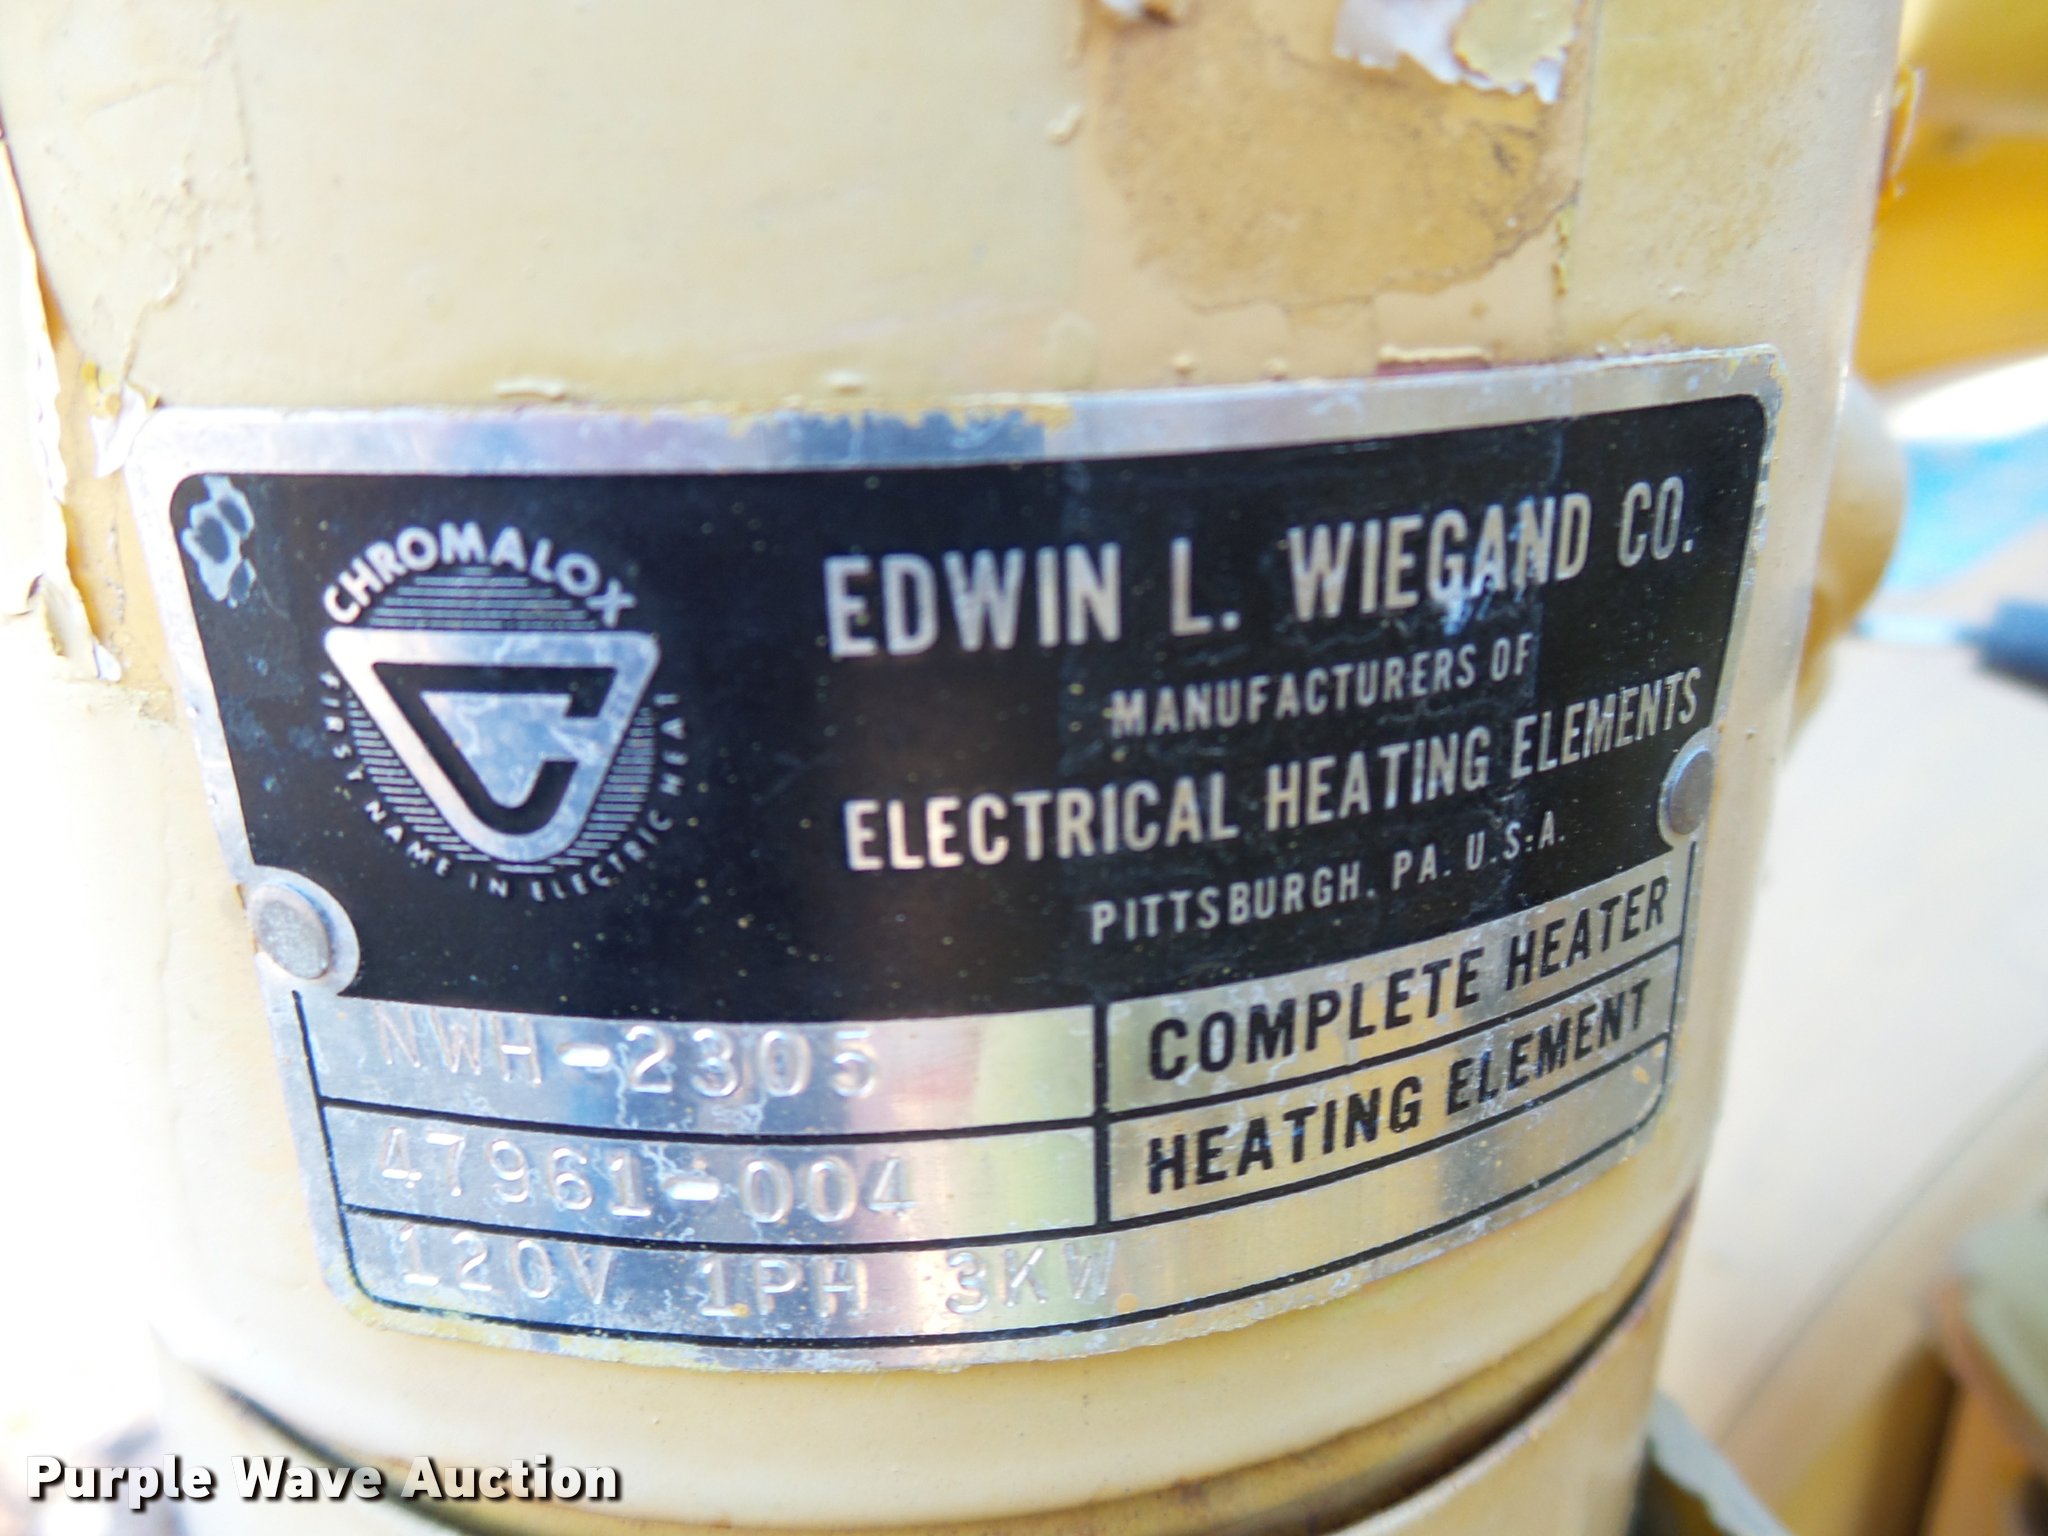 CHROMALOX
FIRST NAME IN ELECTRIC HEAT
EDWIN L. WIEGAND CO.
MANUFACTURERS OF
ELECTRICAL HEATING ELEMENTS
PITTSBURGH, PA. U.S.A.
NWH-2305 COMPLETE HEATER
47961-004 HEATING ELEMENT
120V 1PH 3KW
Purple Wave Auction